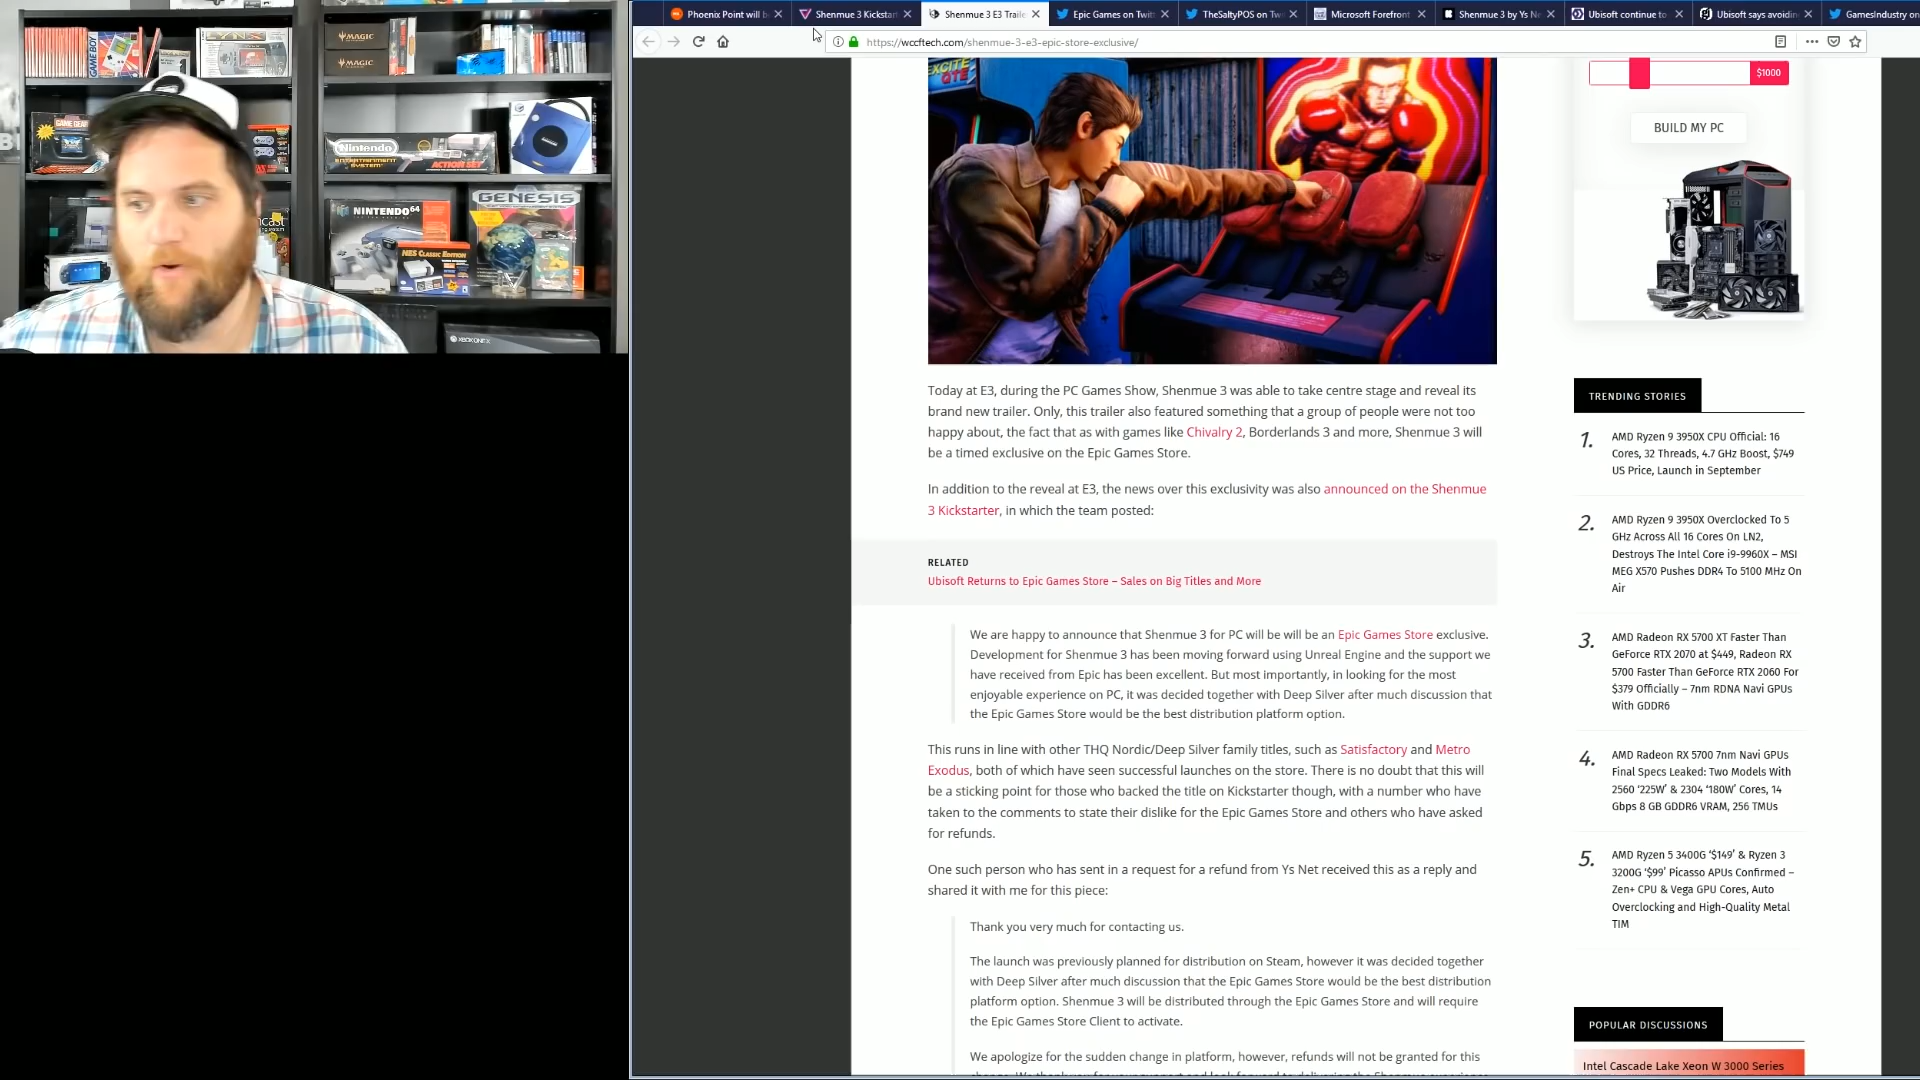 Phoenix Point will b
Shenmue 3 Kickstar
Shenmue 3 E3 Traile
Epic Games on Twitt
TheSaltyPOS on Tw
Microsoft Forefront
Shenmue 3 by Ys N
Ubisoft continue to
Ubisoft says avoidin
GamesIndustry on
https://wccftech.com/shenmue-3-e3-epic-store-exclusive/
MAGIC
MAGIC
LYNX
GAME BOY
GAME GEAR
Nintendo
ENTERTAINMENT SYSTEM
ACTION SET
NINTENDO 64
GENESIS
NES CLASSIC EDITION
XBOX ONE X
EXCITE
QTE
$1000
BUILD MY PC
Today at E3, during the PC Games Show, Shenmue 3 was able to take centre stage and reveal its
brand new trailer. Only, this trailer also featured something that a group of people were not too
happy about, the fact that as with games like Chivalry 2, Borderlands 3 and more, Shenmue 3 will
be a timed exclusive on the Epic Games Store.
In addition to the reveal at E3, the news over this exclusivity was also announced on the Shenmue
3 Kickstarter, in which the team posted:
RELATED
Ubisoft Returns to Epic Games Store – Sales on Big Titles and More
We are happy to announce that Shenmue 3 for PC will be will be an Epic Games Store exclusive.
Development for Shenmue 3 has been moving forward using Unreal Engine and the support we
have received from Epic has been excellent. But most importantly, in looking for the most
enjoyable experience on PC, it was decided together with Deep Silver after much discussion that
the Epic Games Store would be the best distribution platform option.
This runs in line with other THQ Nordic/Deep Silver family titles, such as Satisfactory and Metro
Exodus, both of which have seen successful launches on the store. There is no doubt that this will
be a sticking point for those who backed the title on Kickstarter though, with a number who have
taken to the comments to state their dislike for the Epic Games Store and others who have asked
for refunds.
One such person who has sent in a request for a refund from Ys Net received this as a reply and
shared it with me for this piece:
Thank you very much for contacting us.
The launch was previously planned for distribution on Steam, however it was decided together
with Deep Silver after much discussion that the Epic Games Store would be the best distribution
platform option. Shenmue 3 will be distributed through the Epic Games Store and will require
the Epic Games Store Client to activate.
We apologize for the sudden change in platform, however, refunds will not be granted for this
TRENDING STORIES
1. AMD Ryzen 9 3950X CPU Official: 16
Cores, 32 Threads, 4.7 GHz Boost, $749
US Price, Launch in September
2. AMD Ryzen 9 3950X Overclocked To 5
GHz Across All 16 Cores On LN2,
Destroys The Intel Core i9-9960X – MSI
MEG X570 Pushes DDR4 To 5100 MHz On
Air
3. AMD Radeon RX 5700 XT Faster Than
GeForce RTX 2070 at $449, Radeon RX
5700 Faster Than GeForce RTX 2060 For
$379 Officially – 7nm RDNA Navi GPUs
With GDDR6
4. AMD Radeon RX 5700 7nm Navi GPUs
Final Specs Leaked: Two Models With
2560 ‘225W’ & 2304 ‘180W’ Cores, 14
Gbps 8 GB GDDR6 VRAM, 256 TMUs
5. AMD Ryzen 5 3400G ‘$149’ & Ryzen 3
3200G ‘$99’ Picasso APUs Confirmed –
Zen+ CPU & Vega GPU Cores, Auto
Overclocking and High-Quality Metal
TIM
POPULAR DISCUSSIONS
Intel Cascade Lake Xeon W 3000 Series